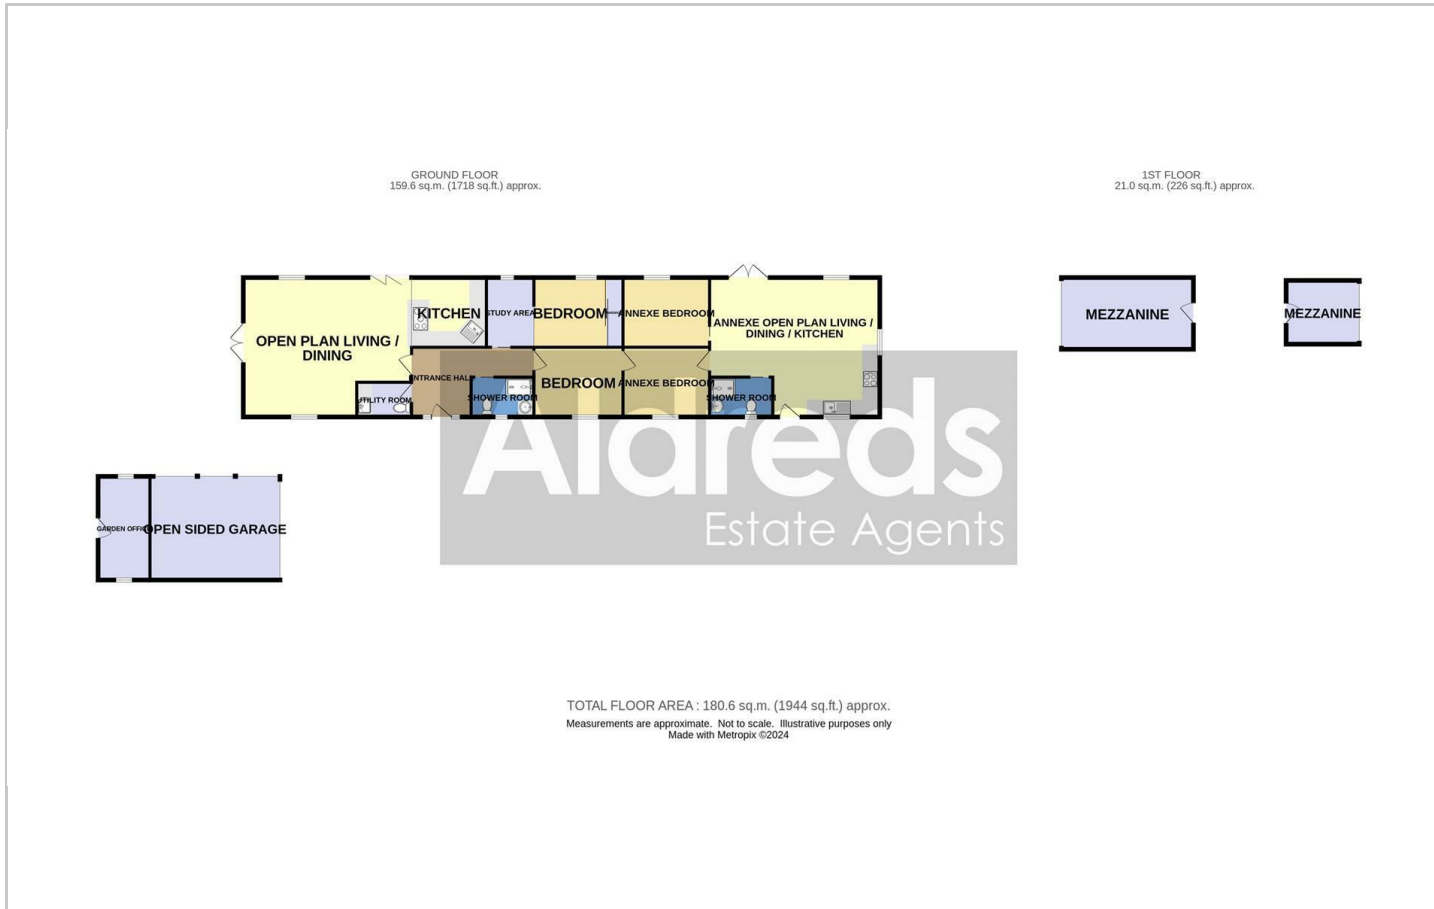 GROUND FLOOR
159.6 sq.m. (1718 sq.ft.) approx.
1ST FLOOR
21.0 sq.m. (226 sq.ft.) approx.
OPEN PLAN LIVING /
DINING
KITCHEN
STUDY AREA
BEDROOM
ANNEXE BEDROOM
ANNEXE OPEN PLAN LIVING /
DINING / KITCHEN
MEZZANINE
MEZZANINE
ENTRANCE HALL
UTILITY ROOM
SHOWER ROOM
BEDROOM
ANNEXE BEDROOM
SHOWER ROOM
Aldreds
Estate Agents
GARDEN OFFICE
OPEN SIDED GARAGE
TOTAL FLOOR AREA : 180.6 sq.m. (1944 sq.ft.) approx.
Measurements are approximate. Not to scale. Illustrative purposes only
Made with Metropix ©2024